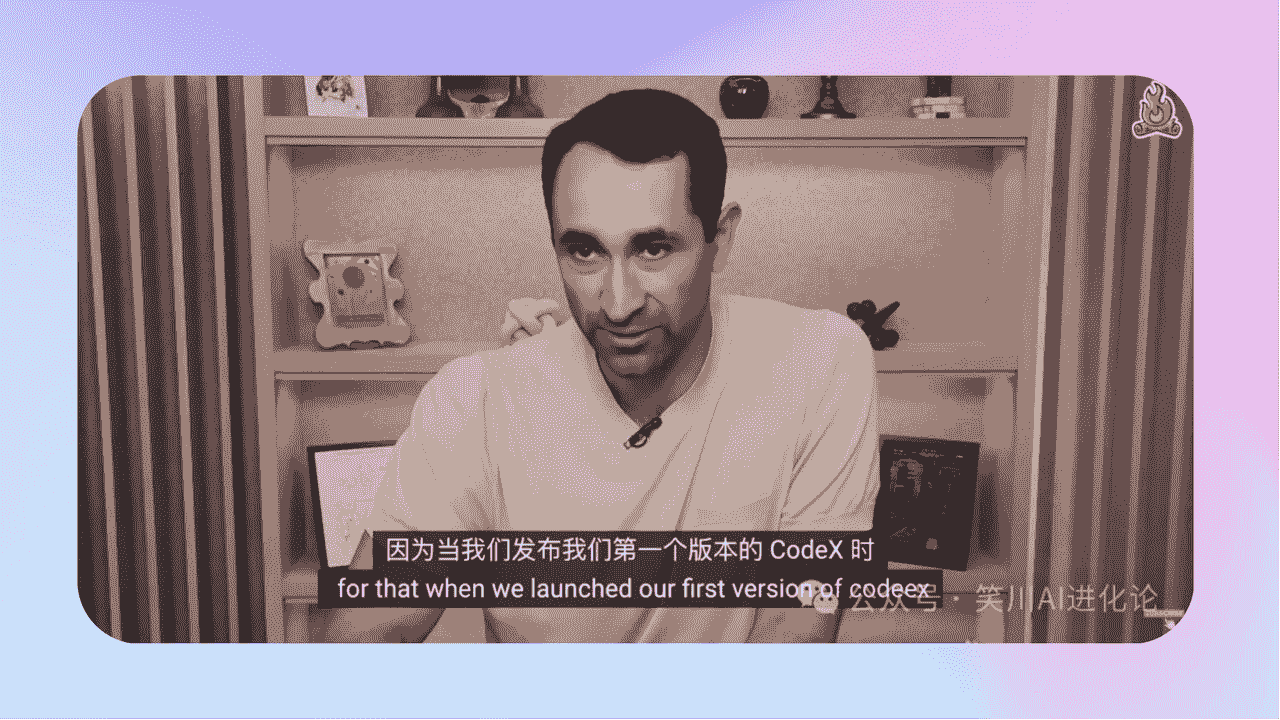 因为当我们发布我们第一个版本的 CodeX 时
for that when we launched our first version of codeex
公众号 · 笑川AI进化论